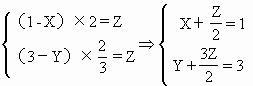 { (1-X) ×2=Z
(3-Y) × 2/3 =Z ⇒ { X+ Z/2 =1
Y+ 3Z/2 =3